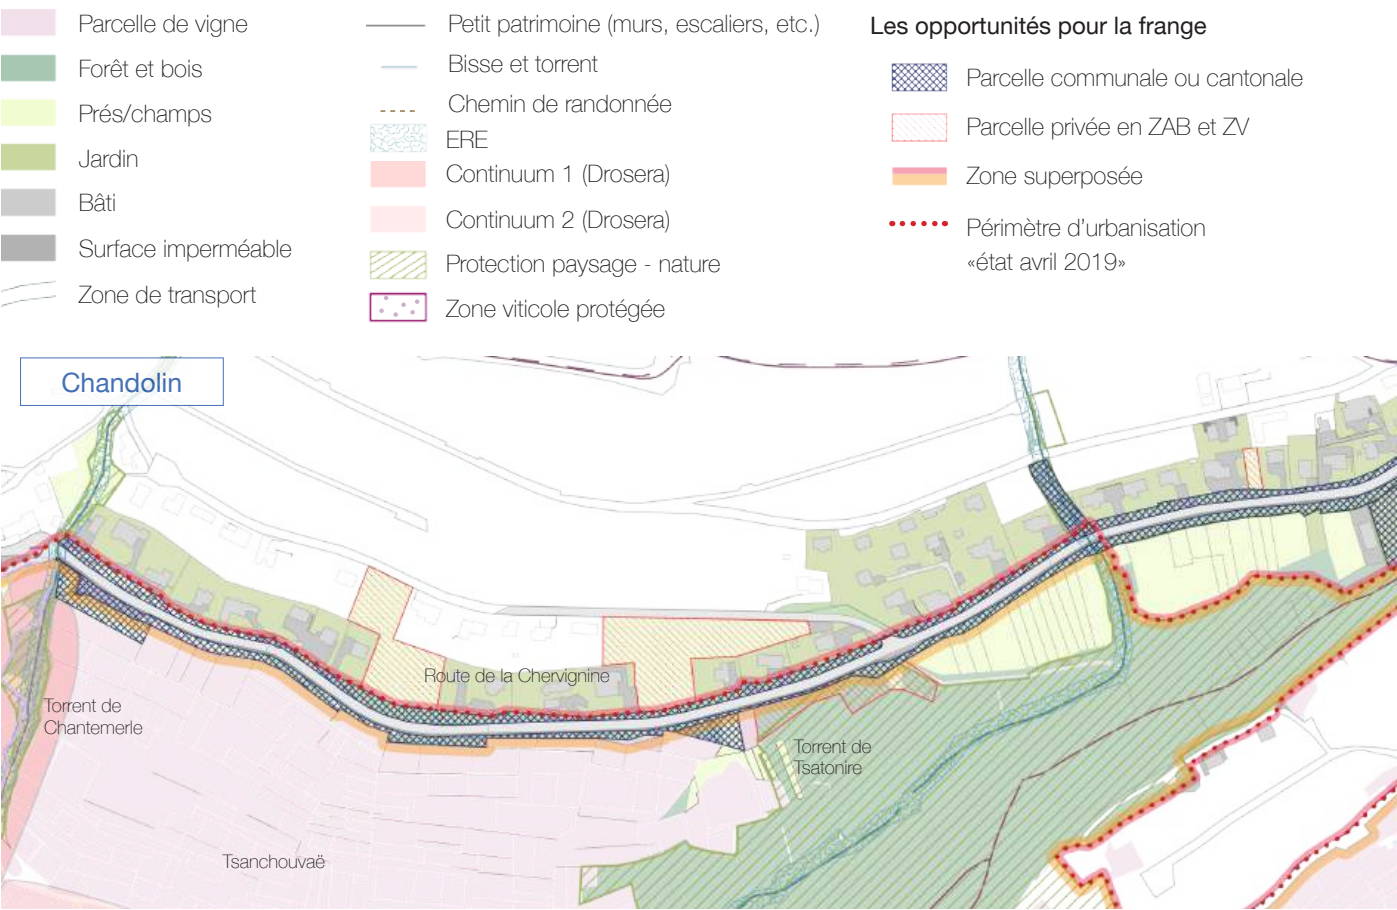 Parcelle de vigne
Forêt et bois
Prés/champs
Jardin
Bâti
Surface imperméable
Zone de transport
Petit patrimoine (murs, escaliers, etc.)
Bisse et torrent
Chemin de randonnée
ERE
Continuum 1 (Drosera)
Continuum 2 (Drosera)
Protection paysage - nature
Zone viticole protégée
Les opportunités pour la frange
Parcelle communale ou cantonale
Parcelle privée en ZAB et ZV
Zone superposée
Périmètre d'urbanisation
«état avril 2019»
Chandolin
Route de la Chervignine
Torrent de
Chantemerle
Torrent de
Tsatonire
Tsanchouvaë